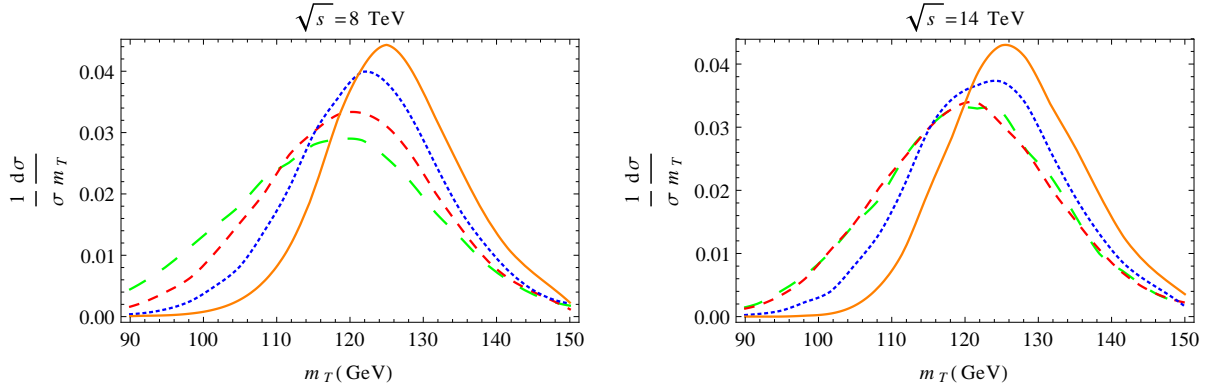 √s = 8 TeV
0.04
0.03
0.02
0.01
0.00
1 dσ
σ m_T
90 100 110 120 130 140 150
m_T (GeV)
√s = 14 TeV
0.04
0.03
0.02
0.01
0.00
1 dσ
σ m_T
90 100 110 120 130 140 150
m_T (GeV)